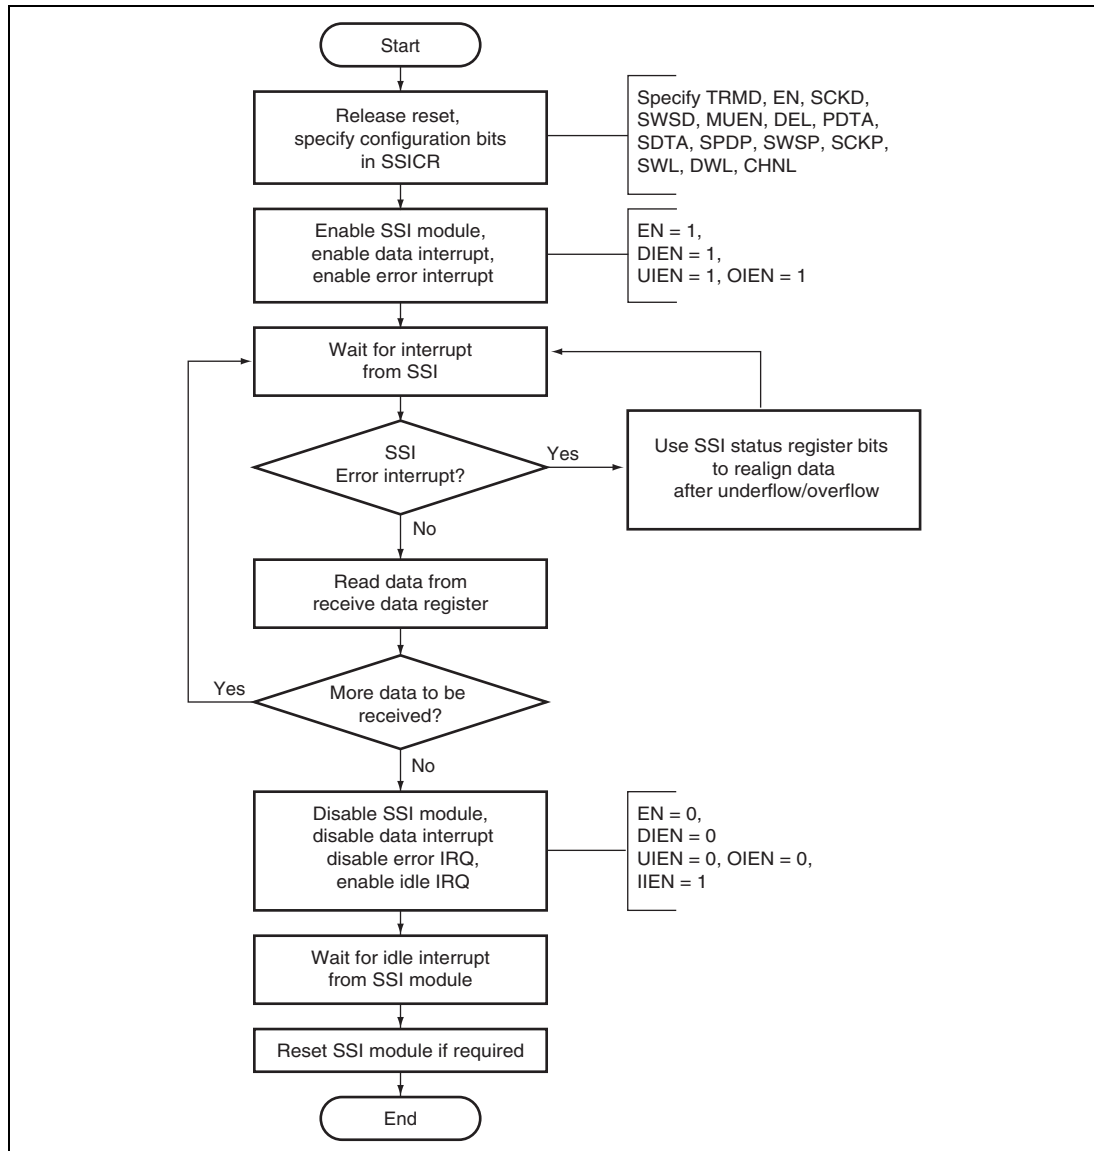 Start
Release reset,
specify configuration bits
in SSICR
Specify TRMD, EN, SCKD,
SWSD, MUEN, DEL, PDTA,
SDTA, SPDP, SWSP, SCKP,
SWL, DWL, CHNL
Enable SSI module,
enable data interrupt,
enable error interrupt
EN = 1,
DIEN = 1,
UIEN = 1, OIEN = 1
Wait for interrupt
from SSI
SSI
Error interrupt?
Yes
Use SSI status register bits
to realign data
after underflow/overflow
No
Read data from
receive data register
Yes
More data to be
received?
No
Disable SSI module,
disable data interrupt
disable error IRQ,
enable idle IRQ
EN = 0,
DIEN = 0
UIEN = 0, OIEN = 0,
IIEN = 1
Wait for idle interrupt
from SSI module
Reset SSI module if required
End